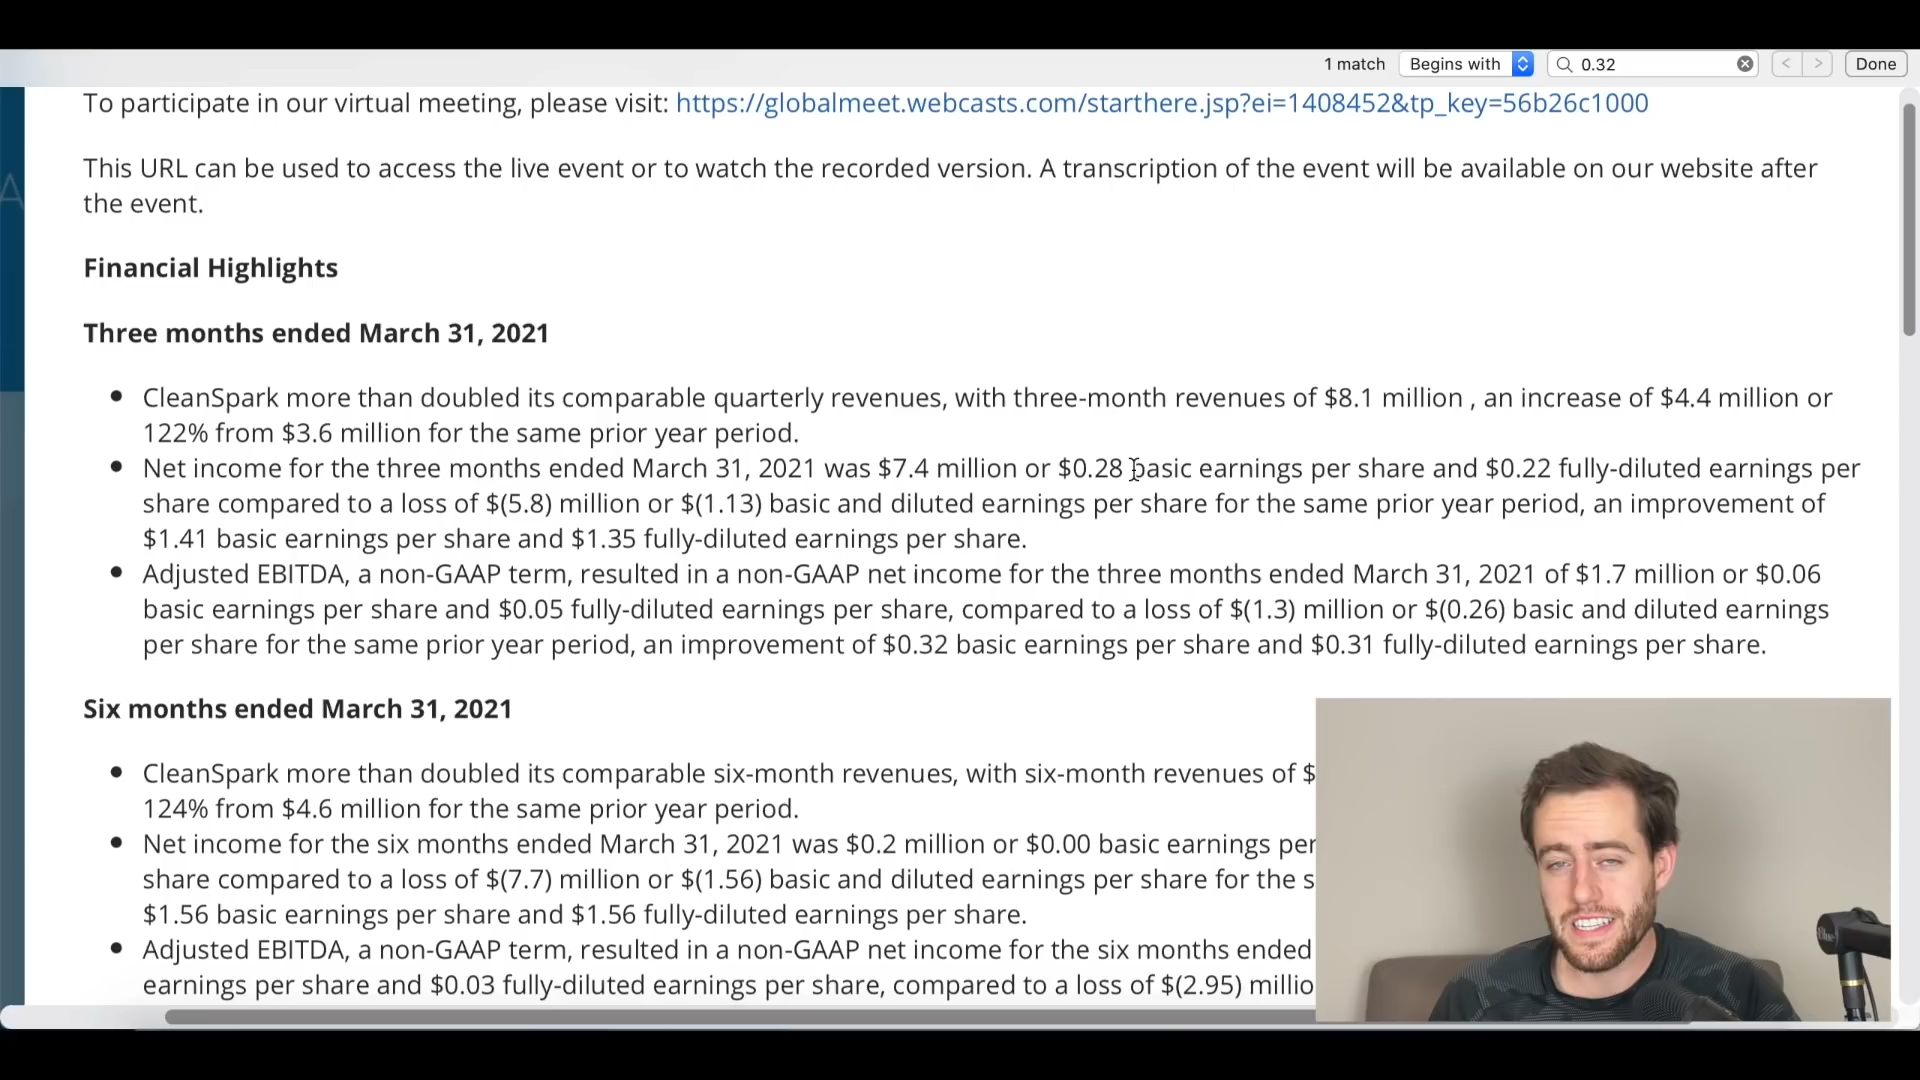 1 match Begins with 0.32 Done
To participate in our virtual meeting, please visit: https://globalmeet.webcasts.com/starthere.jsp?ei=1408452&tp_key=56b26c1000
This URL can be used to access the live event or to watch the recorded version. A transcription of the event will be available on our website after
the event.
Financial Highlights
Three months ended March 31, 2021
• CleanSpark more than doubled its comparable quarterly revenues, with three-month revenues of $8.1 million , an increase of $4.4 million or
122% from $3.6 million for the same prior year period.
• Net income for the three months ended March 31, 2021 was $7.4 million or $0.28 basic earnings per share and $0.22 fully-diluted earnings per
share compared to a loss of $(5.8) million or $(1.13) basic and diluted earnings per share for the same prior year period, an improvement of
$1.41 basic earnings per share and $1.35 fully-diluted earnings per share.
• Adjusted EBITDA, a non-GAAP term, resulted in a non-GAAP net income for the three months ended March 31, 2021 of $1.7 million or $0.06
basic earnings per share and $0.05 fully-diluted earnings per share, compared to a loss of $(1.3) million or $(0.26) basic and diluted earnings
per share for the same prior year period, an improvement of $0.32 basic earnings per share and $0.31 fully-diluted earnings per share.
Six months ended March 31, 2021
• CleanSpark more than doubled its comparable six-month revenues, with six-month revenues of $
124% from $4.6 million for the same prior year period.
• Net income for the six months ended March 31, 2021 was $0.2 million or $0.00 basic earnings per
share compared to a loss of $(7.7) million or $(1.56) basic and diluted earnings per share for the s
$1.56 basic earnings per share and $1.56 fully-diluted earnings per share.
• Adjusted EBITDA, a non-GAAP term, resulted in a non-GAAP net income for the six months ended
earnings per share and $0.03 fully-diluted earnings per share, compared to a loss of $(2.95) millio